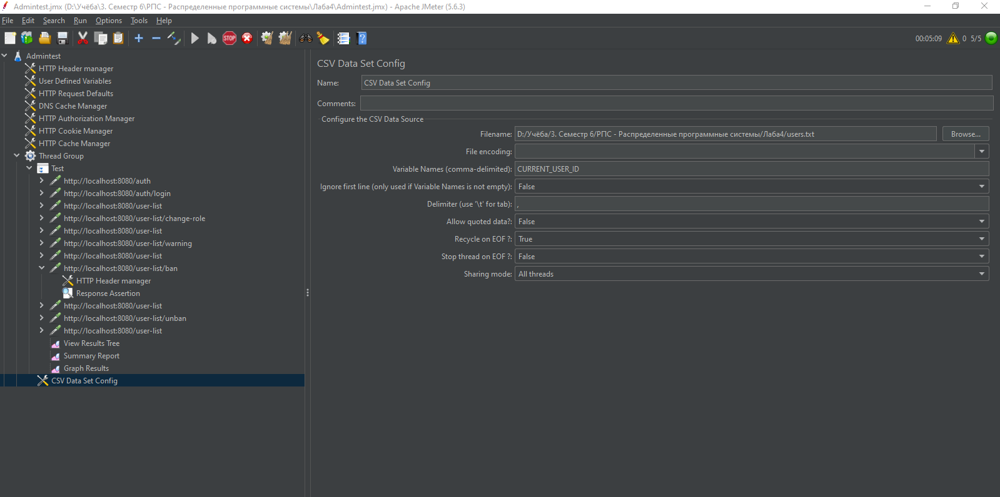 Admintest.jmx (D:\Учёба\3. Семестр 6\РПС - Распределенные программные системы\Лаба4\Admintest.jmx) - Apache JMeter (5.6.3)
File Edit Search Run Options Tools Help
STOP
00:05:09 0 5/5
Admintest
HTTP Header manager
User Defined Variables
HTTP Request Defaults
DNS Cache Manager
HTTP Authorization Manager
HTTP Cookie Manager
HTTP Cache Manager
Thread Group
Test
http://localhost:8080/auth
http://localhost:8080/auth/login
http://localhost:8080/user-list
http://localhost:8080/user-list/change-role
http://localhost:8080/user-list
http://localhost:8080/user-list/warning
http://localhost:8080/user-list
http://localhost:8080/user-list/ban
HTTP Header manager
Response Assertion
http://localhost:8080/user-list
http://localhost:8080/user-list/unban
http://localhost:8080/user-list
View Results Tree
Summary Report
Graph Results
CSV Data Set Config
CSV Data Set Config
Name: CSV Data Set Config
Comments:
Configure the CSV Data Source
Filename: D:/Учёба/3. Семестр 6/РПС - Распределенные программные системы/Лаба4/users.txt Browse...
File encoding:
Variable Names (comma-delimited): CURRENT_USER_ID
Ignore first line (only used if Variable Names is not empty): False
Delimiter (use '\t' for tab): ,
Allow quoted data?: False
Recycle on EOF ?: True
Stop thread on EOF ?: False
Sharing mode: All threads